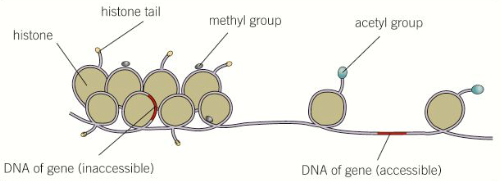 histone tail
histone
methyl group
acetyl group
DNA of gene (inaccessible)
DNA of gene (accessible)